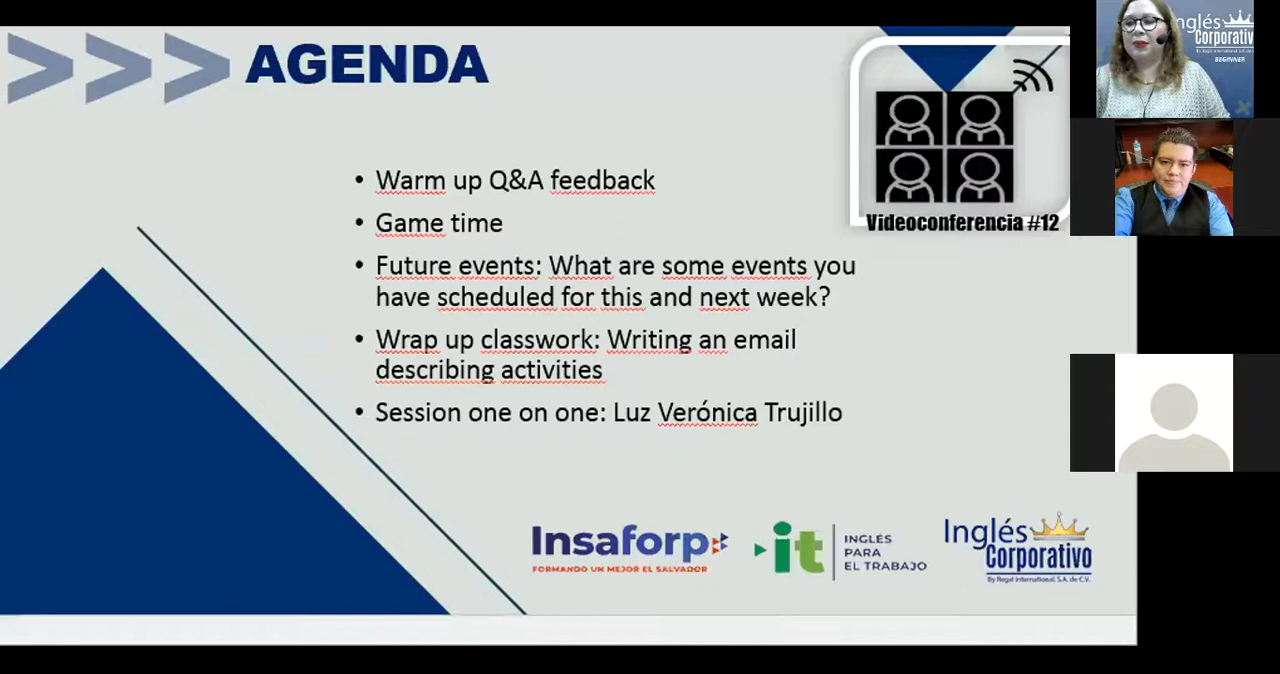 AGENDA
Inglés
Corporativo
BEGINNER
Videoconferencia #12
• Warm up Q&A feedback
• Game time
• Future events: What are some events you
have scheduled for this and next week?
• Wrap up classwork: Writing an email
describing activities
• Session one on one: Luz Verónica Trujillo
Insaforp
FORMANDO UN MEJOR EL SALVADOR
it
INGLÉS
PARA
EL TRABAJO
Inglés
Corporativo
By Regal International, S.A. de C.V.